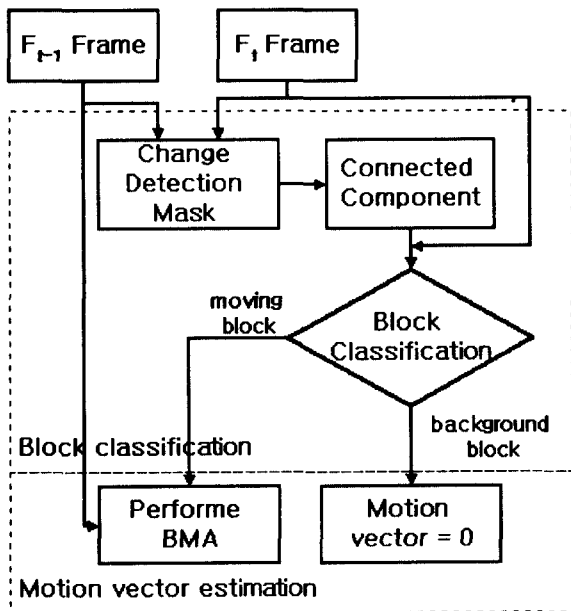 F_{t-1} Frame
F_t Frame
Change
Detection
Mask
Connected
Component
moving
block
Block
Classification
background
block
Block classification
Performe
BMA
Motion
vector = 0
Motion vector estimation